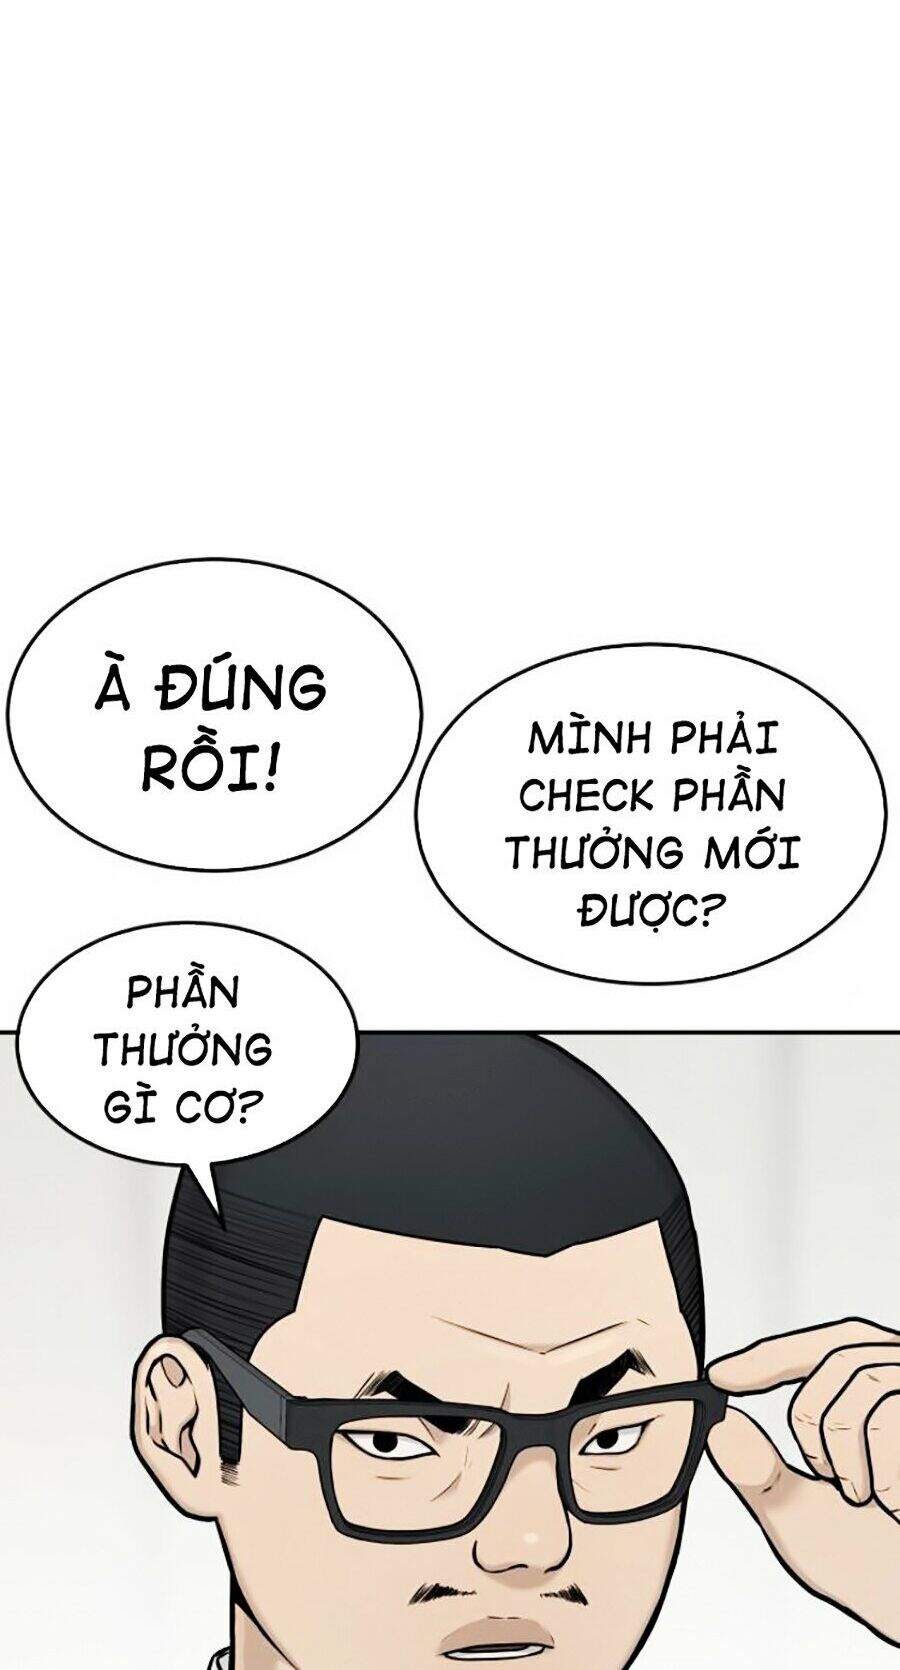 À ĐÚNG
RỒI!
MÌNH PHẢI
CHECK PHẦN
THƯỞNG MỚI
ĐƯỢC?
PHẦN
THƯỞNG
GÌ CƠ?